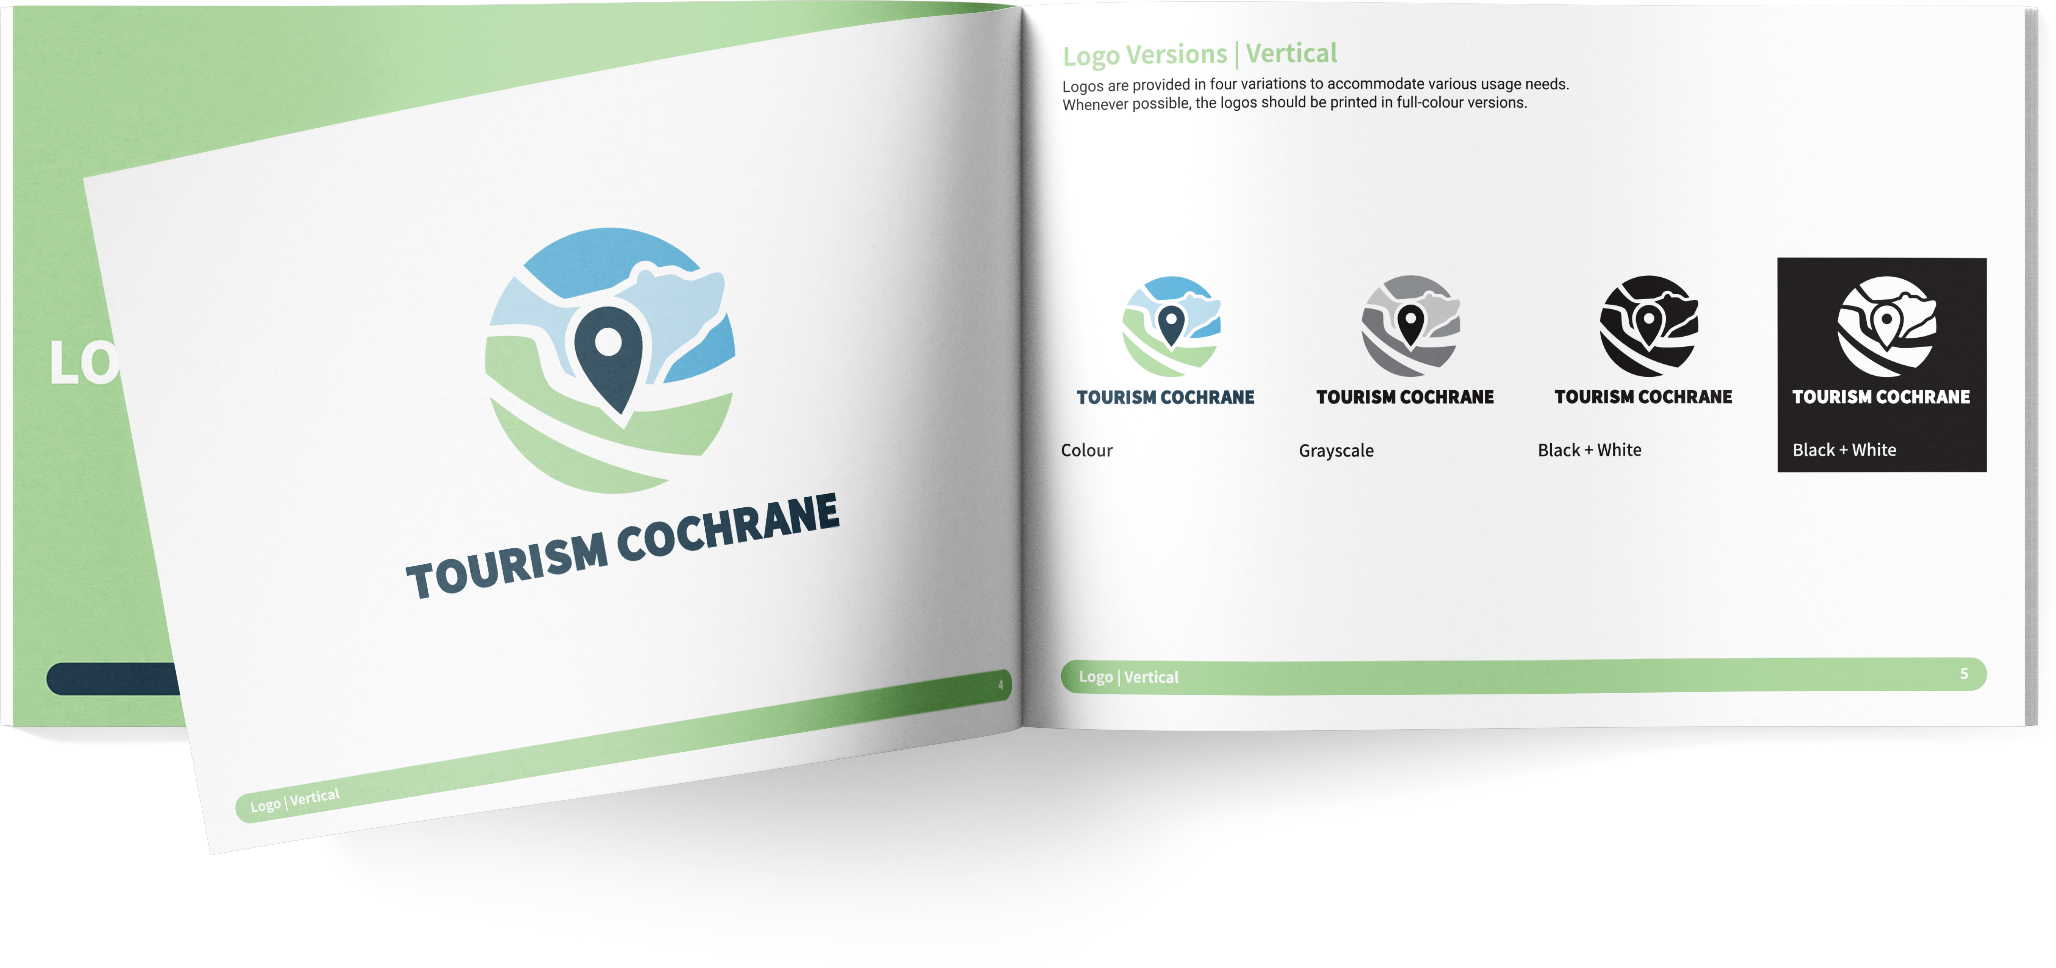 LO
TOURISM COCHRANE
Logo | Vertical
4
Logo Versions | Vertical
Logos are provided in four variations to accommodate various usage needs.
Whenever possible, the logos should be printed in full-colour versions.
TOURISM COCHRANE
Colour
TOURISM COCHRANE
Grayscale
TOURISM COCHRANE
Black + White
TOURISM COCHRANE
Black + White
Logo | Vertical
5